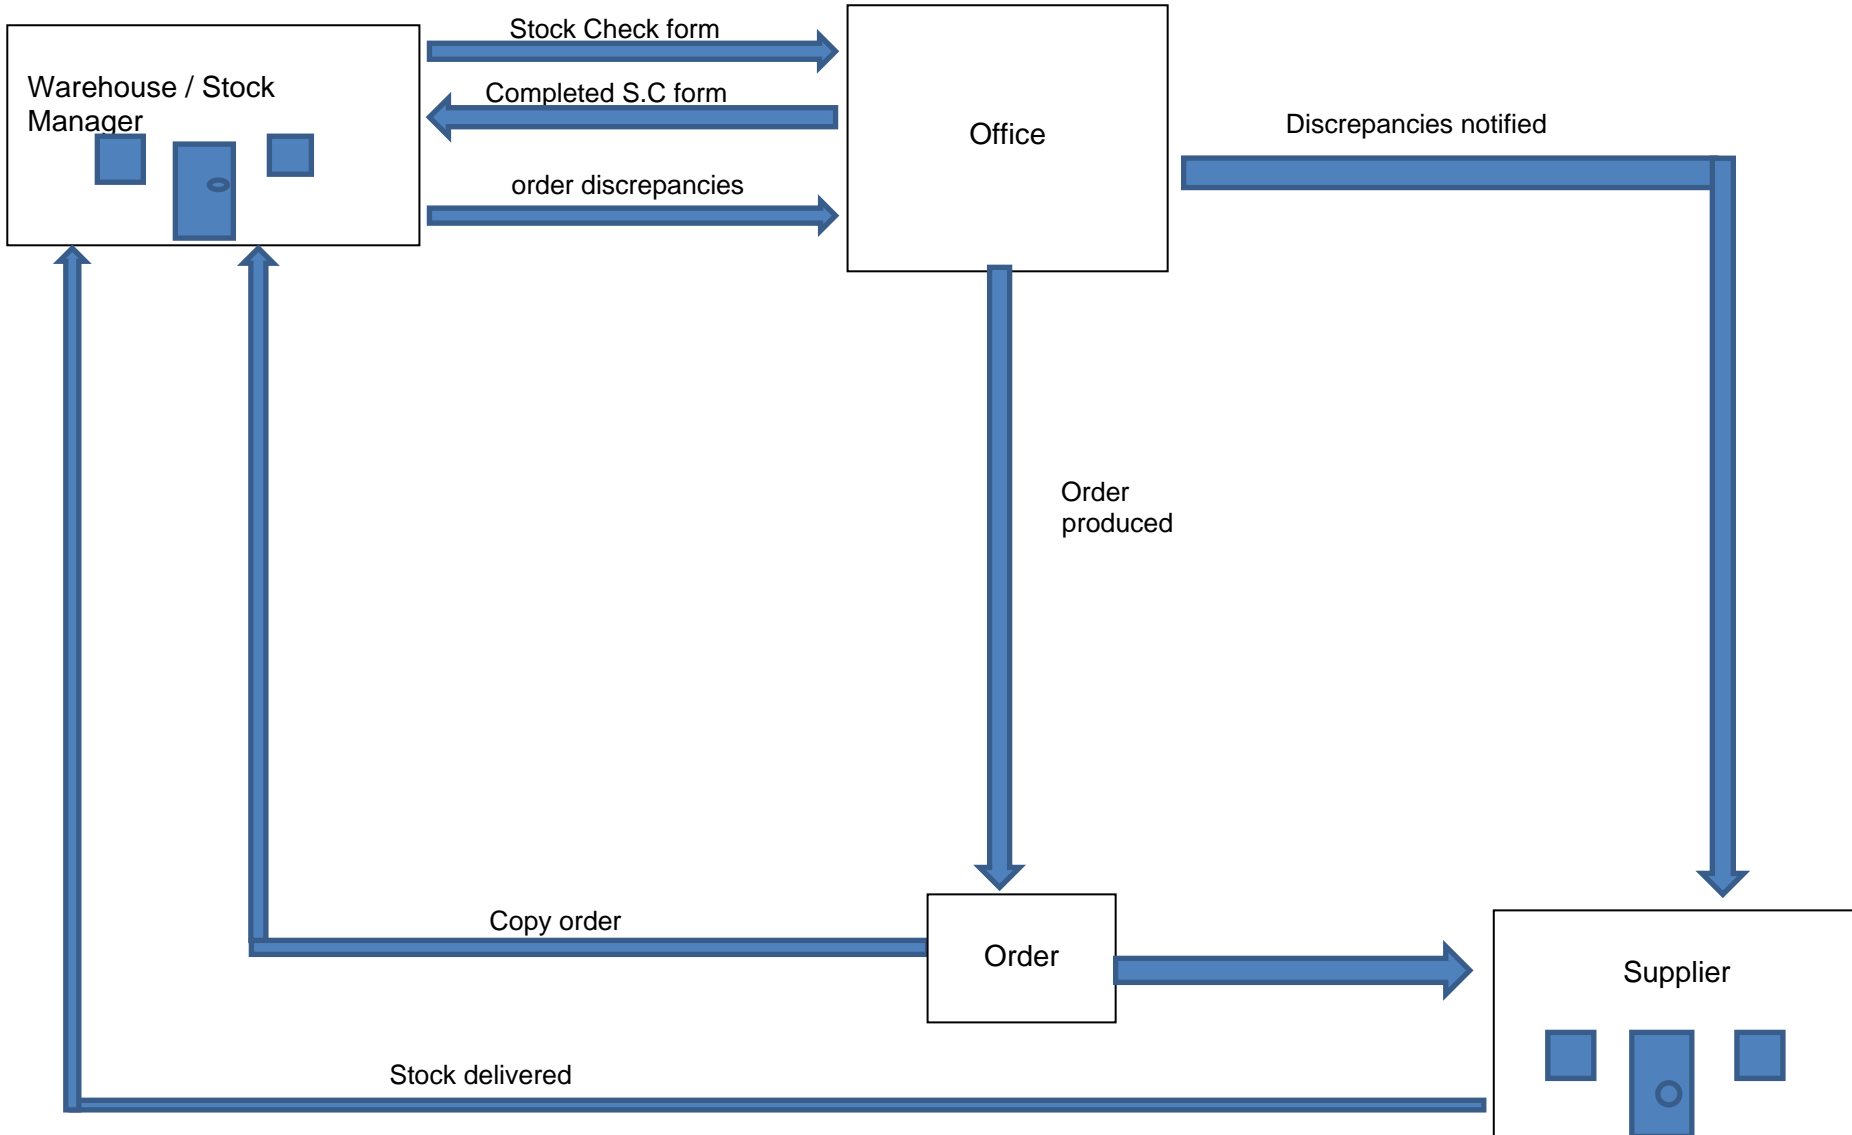 Stock Check form
Warehouse / Stock
Manager
Completed S.C form
Office
Discrepancies notified
order discrepancies
Order
produced
Copy order
Order
Supplier
Stock delivered